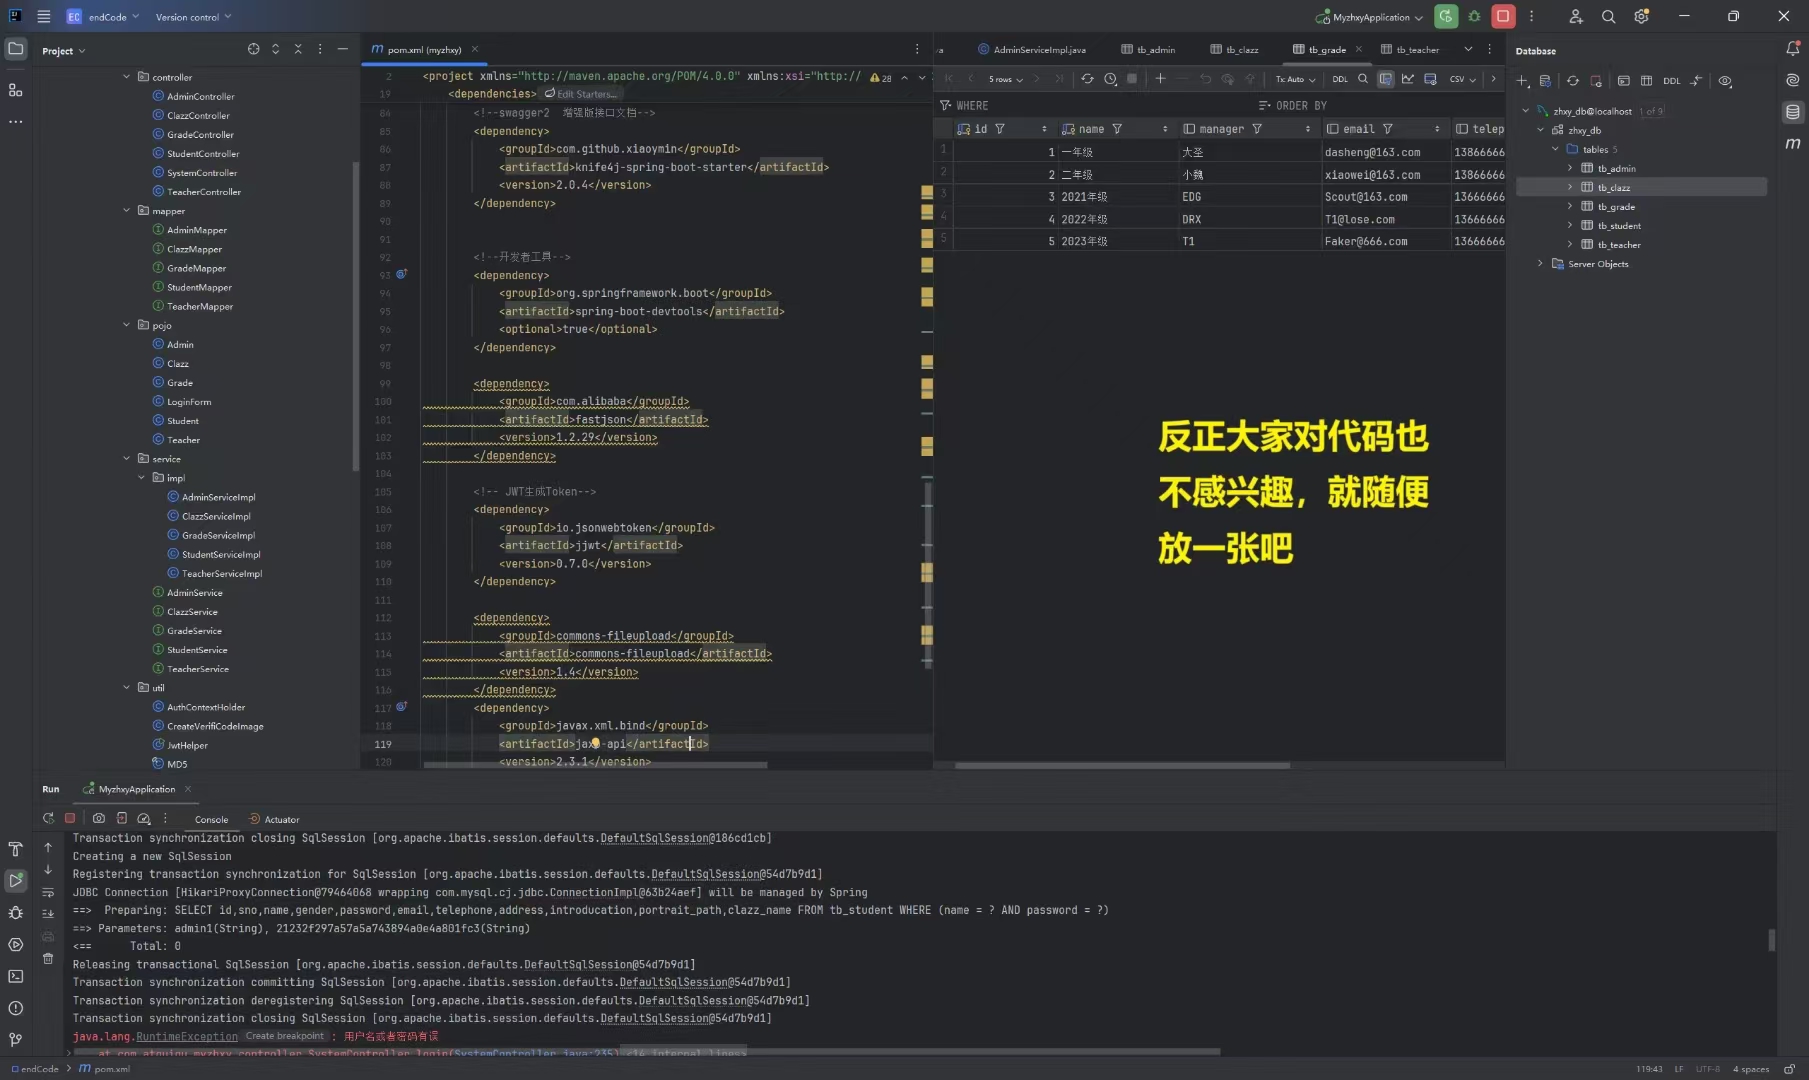 EC endCode Version control MyzhxyApplication
Project
controller
AdminController
ClazzController
GradeController
StudentController
SystemController
TeacherController
mapper
AdminMapper
ClazzMapper
GradeMapper
StudentMapper
TeacherMapper
pojo
Admin
Clazz
Grade
LoginForm
Student
Teacher
service
impl
AdminServiceImpl
ClazzServiceImpl
GradeServiceImpl
StudentServiceImpl
TeacherServiceImpl
AdminService
ClazzService
GradeService
StudentService
TeacherService
util
AuthContextHolder
CreateVerifiCodeImage
JwtHelper
MD5
pom.xml (myzhxy)
2 <project xmlns="http://maven.apache.org/POM/4.0.0" xmlns:xsi="http:// 28
19 <dependencies> Edit Starters...
84 <!--swagger2 增强版接口文档-->
85 <dependency>
86 <groupId>com.github.xiaoymin</groupId>
87 <artifactId>knife4j-spring-boot-starter</artifactId>
88 <version>2.0.4</version>
89 </dependency>
90
91
92 <!--开发者工具-->
93 <dependency>
94 <groupId>org.springframework.boot</groupId>
95 <artifactId>spring-boot-devtools</artifactId>
96 <optional>true</optional>
97 </dependency>
98
99 <dependency>
100 <groupId>com.alibaba</groupId>
101 <artifactId>fastjson</artifactId>
102 <version>1.2.29</version>
103 </dependency>
104
105 <!-- JWT生成Token-->
106 <dependency>
107 <groupId>io.jsonwebtoken</groupId>
108 <artifactId>jjwt</artifactId>
109 <version>0.7.0</version>
110 </dependency>
111
112 <dependency>
113 <groupId>commons-fileupload</groupId>
114 <artifactId>commons-fileupload</artifactId>
115 <version>1.4</version>
116 </dependency>
117 <dependency>
118 <groupId>javax.xml.bind</groupId>
119 <artifactId>jaxb-api</artifactId>
120 <version>2.3.1</version>
AdminServiceImpl.java tb_admin tb_clazz tb_grade tb_teacher
5 rows Tx: Auto DDL CSV
WHERE ORDER BY
id name manager email telep
1 1 一年级 大圣 dasheng@163.com 13866666
2 2 二年级 小魏 xiaowei@163.com 13666666
3 3 2021年级 EDG Scout@163.com 13666666
4 4 2022年级 DRX T1@lose.com 13666666
5 5 2023年级 T1 Faker@666.com 13666666
反正大家对代码也
不感兴趣，就随便
放一张吧
Database
DDL
zhxy_db@localhost 1 of 9
zhxy_db
tables 5
tb_admin
tb_clazz
tb_grade
tb_student
tb_teacher
Server Objects
Run MyzhxyApplication
Console Actuator
Transaction synchronization closing SqlSession [org.apache.ibatis.session.defaults.DefaultSqlSession@186cd1cb]
Creating a new SqlSession
Registering transaction synchronization for SqlSession [org.apache.ibatis.session.defaults.DefaultSqlSession@54d7b9d1]
JDBC Connection [HikariProxyConnection@79464068 wrapping com.mysql.cj.jdbc.ConnectionImpl@63b24aef] will be managed by Spring
==>  Preparing: SELECT id,sno,name,gender,password,email,telephone,address,introducation,portrait_path,clazz_name FROM tb_student WHERE (name = ? AND password = ?)
==> Parameters: admin1(String), 21232f297a57a5a743894a0e4a801fc3(String)
<==      Total: 0
Releasing transactional SqlSession [org.apache.ibatis.session.defaults.DefaultSqlSession@54d7b9d1]
Transaction synchronization committing SqlSession [org.apache.ibatis.session.defaults.DefaultSqlSession@54d7b9d1]
Transaction synchronization deregistering SqlSession [org.apache.ibatis.session.defaults.DefaultSqlSession@54d7b9d1]
Transaction synchronization closing SqlSession [org.apache.ibatis.session.defaults.DefaultSqlSession@54d7b9d1]
java.lang.RuntimeException Create breakpoint : 用户名或者密码有误
at com.atguigu.myzhxy.controller.SystemController.login(SystemController.java:235) <14 internal lines>
endCode > pom.xml 119:43 LF UTF-8 4 spaces